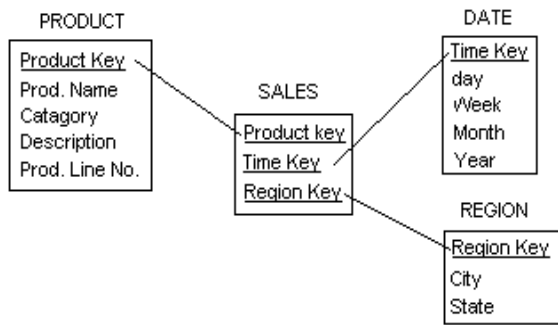 PRODUCT
Product Key
Prod. Name
Catagory
Description
Prod. Line No.
SALES
Product key
Time Key
Region Key
DATE
Time Key
day
Week
Month
Year
REGION
Region Key
City
State